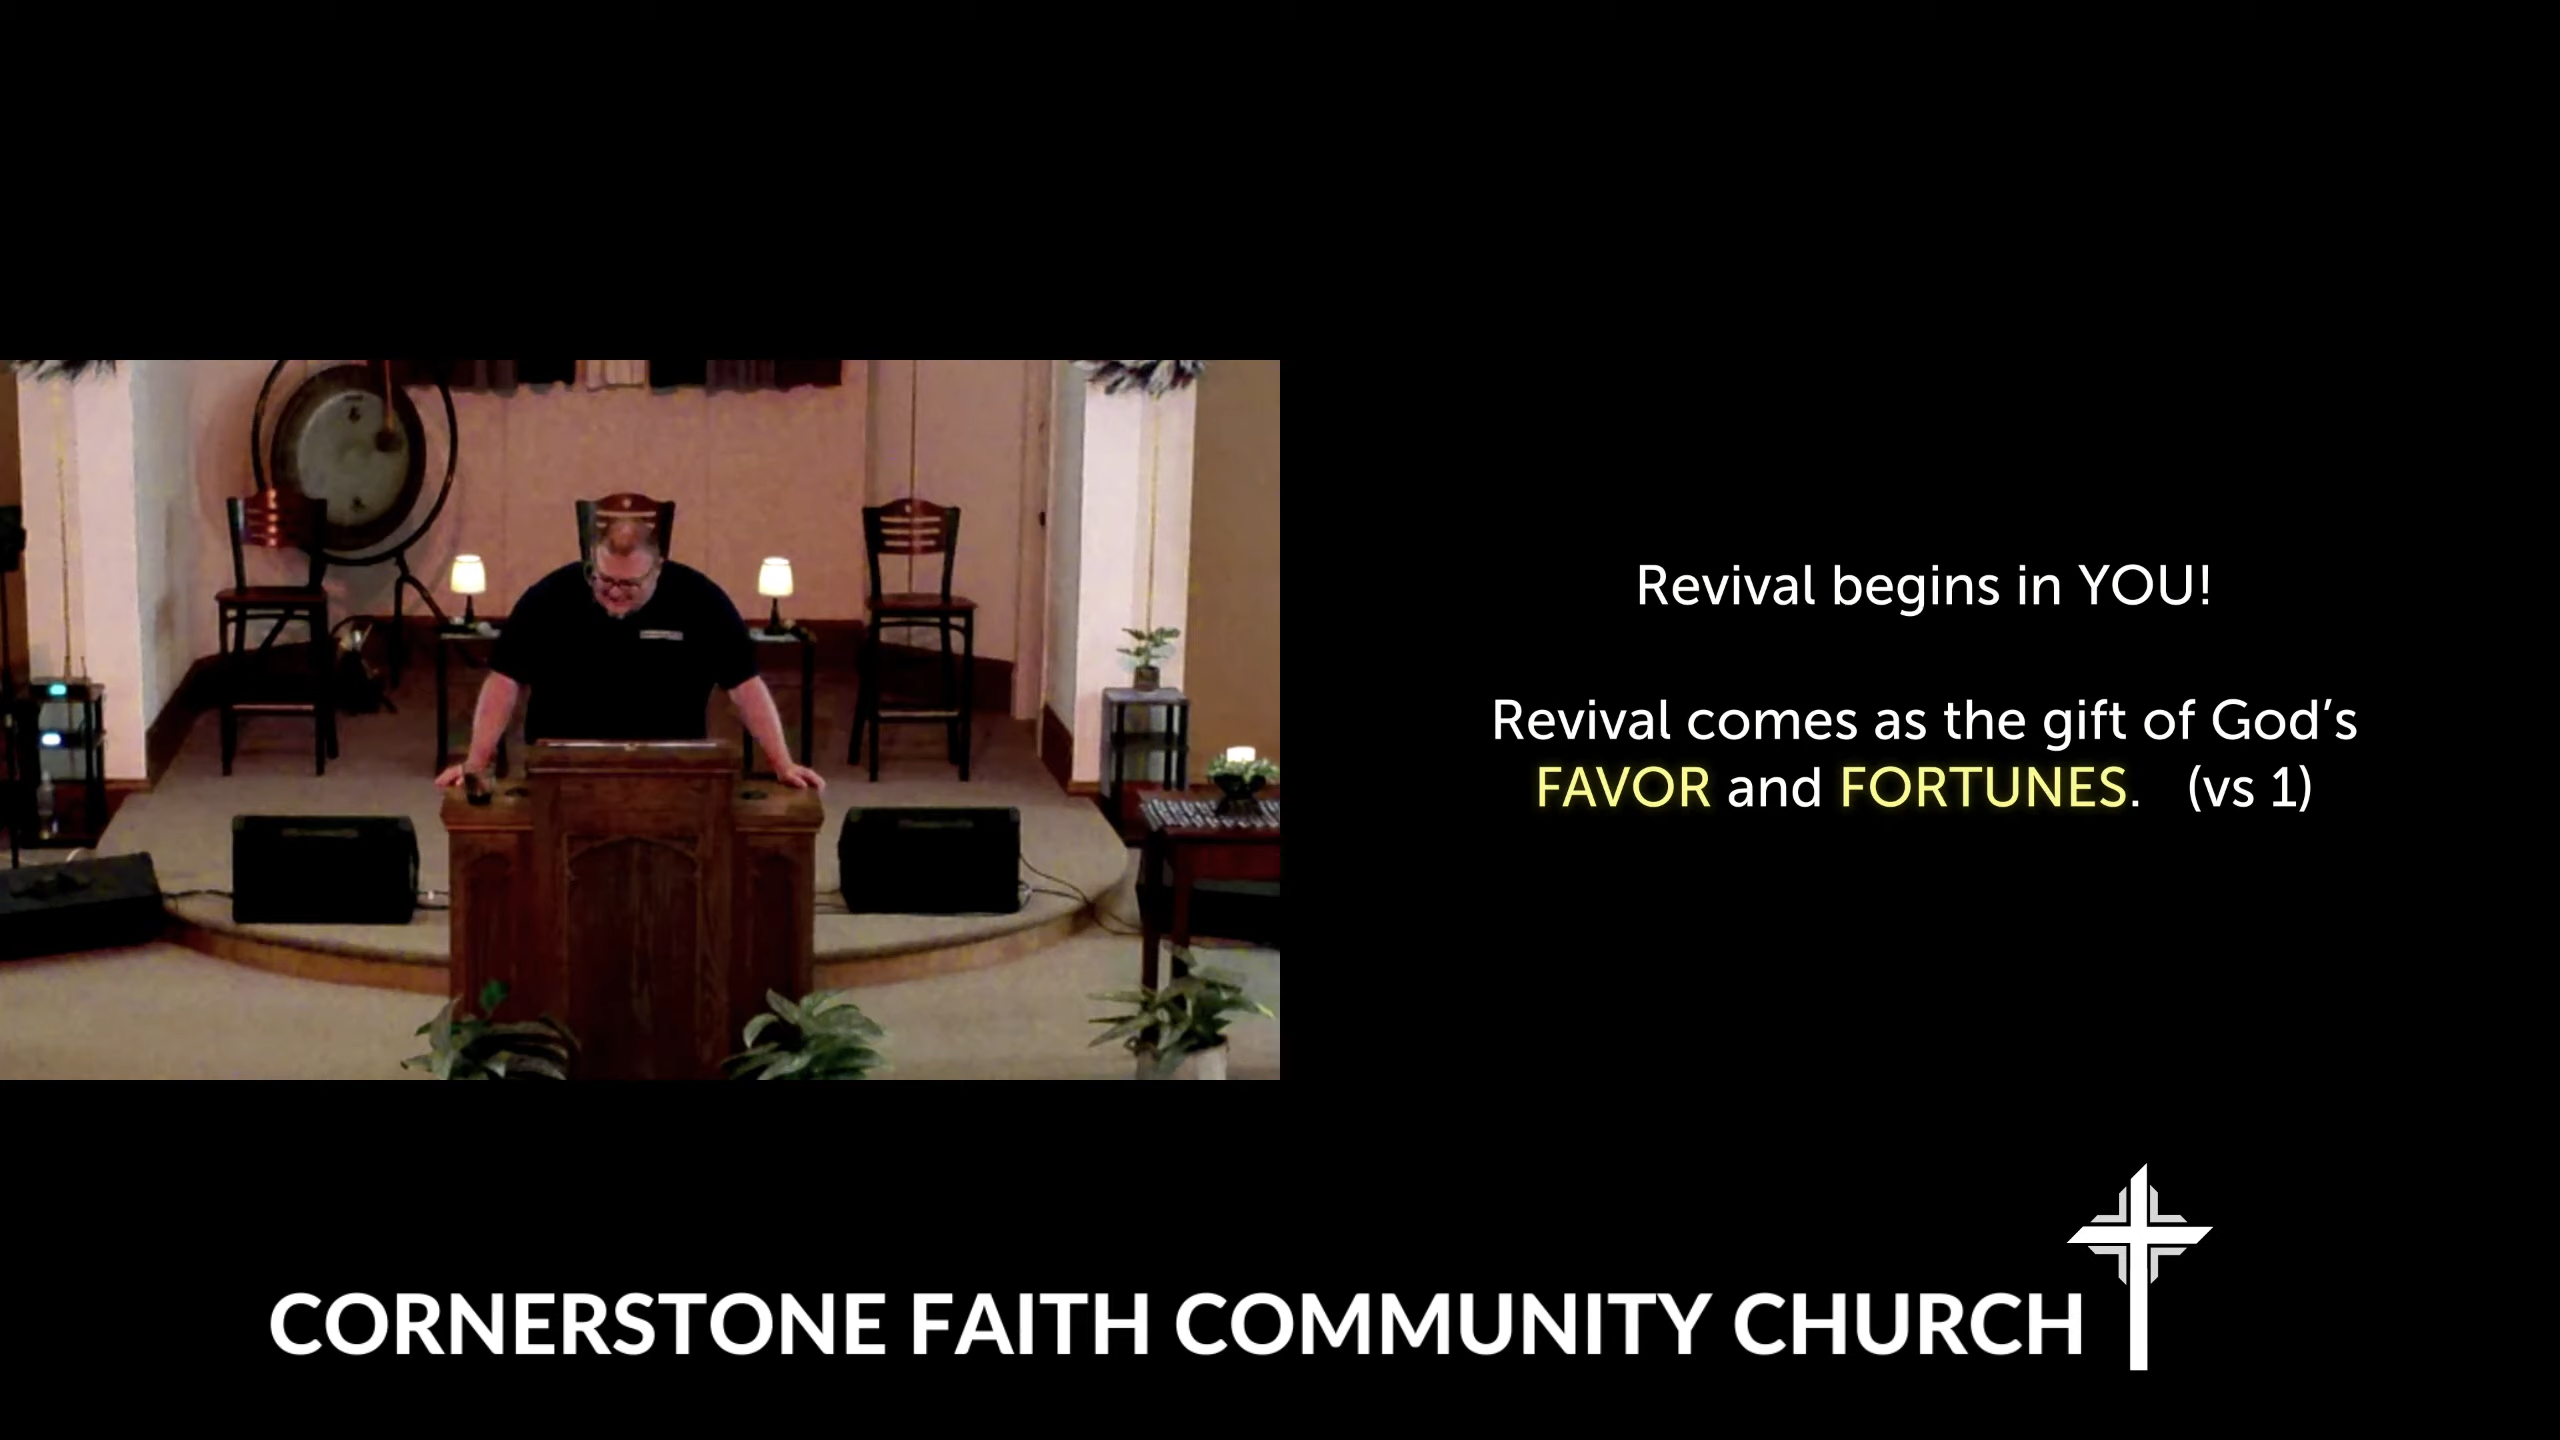 Revival begins in YOU!
Revival comes as the gift of God’s
FAVOR and FORTUNES. (vs 1)
CORNERSTONE FAITH COMMUNITY CHURCH